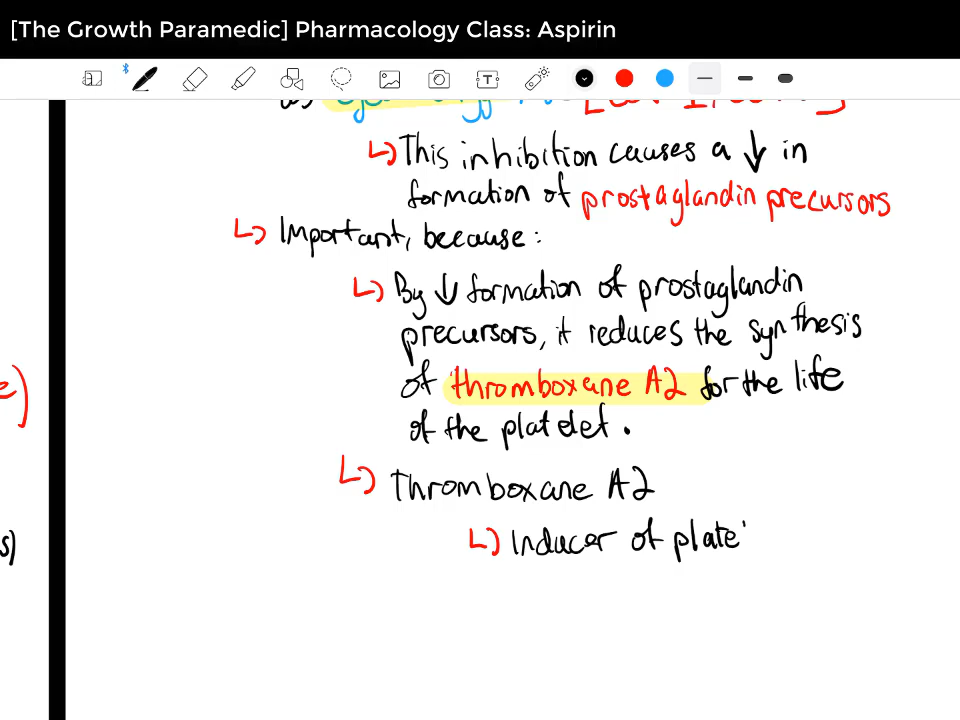 [The Growth Paramedic] Pharmacology Class: Aspirin
This inhibition causes a ↓ in
formation of prostaglandin precursors
Important, because:
By ↓ formation of prostaglandin
precursors, it reduces the synthesis
of thromboxane A2 for the life
of the platelet.
Thromboxane A2
Inducer of plate